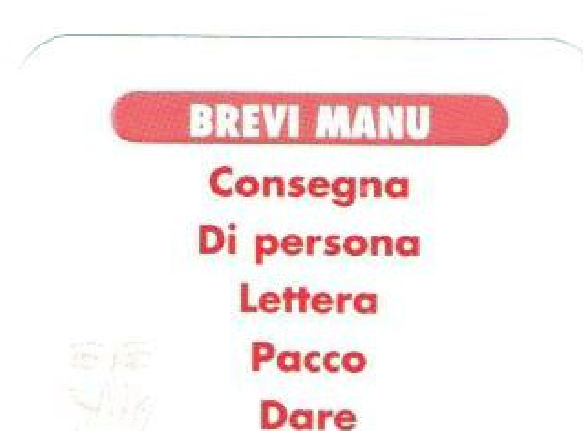 BREVI MANU
Consegna
Di persona
Lettera
Pacco
Dare